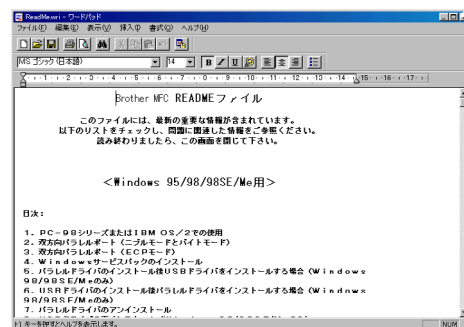 ReadMe.wri - ワードパッド
ファイル(F) 編集(E) 表示(V) 挿入(I) 書式(O) ヘルプ(H)
MS ゴシック (日本語) 14 B Z U
1 2 3 4 5 6 7 8 9 10 11 12 13 14 15 16 17
Brother MFC READMEファイル
このファイルには、最新の重要な情報が含まれています。
以下のリストをチェックし、問題に関連した情報をご参照ください。
読み終わりましたら、この画面を閉じて下さい。
<Windows 95/98/98SE/Me用>
目次:
1. PC-98シリーズまたはIBM OS/2での使用
2. 双方向パラレルポート(ニブルモードとバイトモード)
3. 双方向パラレルポート(ECPモード)
4. Windowsサービスパックのインストール
5. パラレルドライバのインストール後USBドライバをインストールする場合(Windows
98/98SE/Meのみ)
6. USBドライバのインストール後パラレルドライバをインストールする場合(Windows
98/98SE/Meのみ)
7. パラレルドライバのアンインストール
F1 キーを押すとヘルプを表示します。
NUM